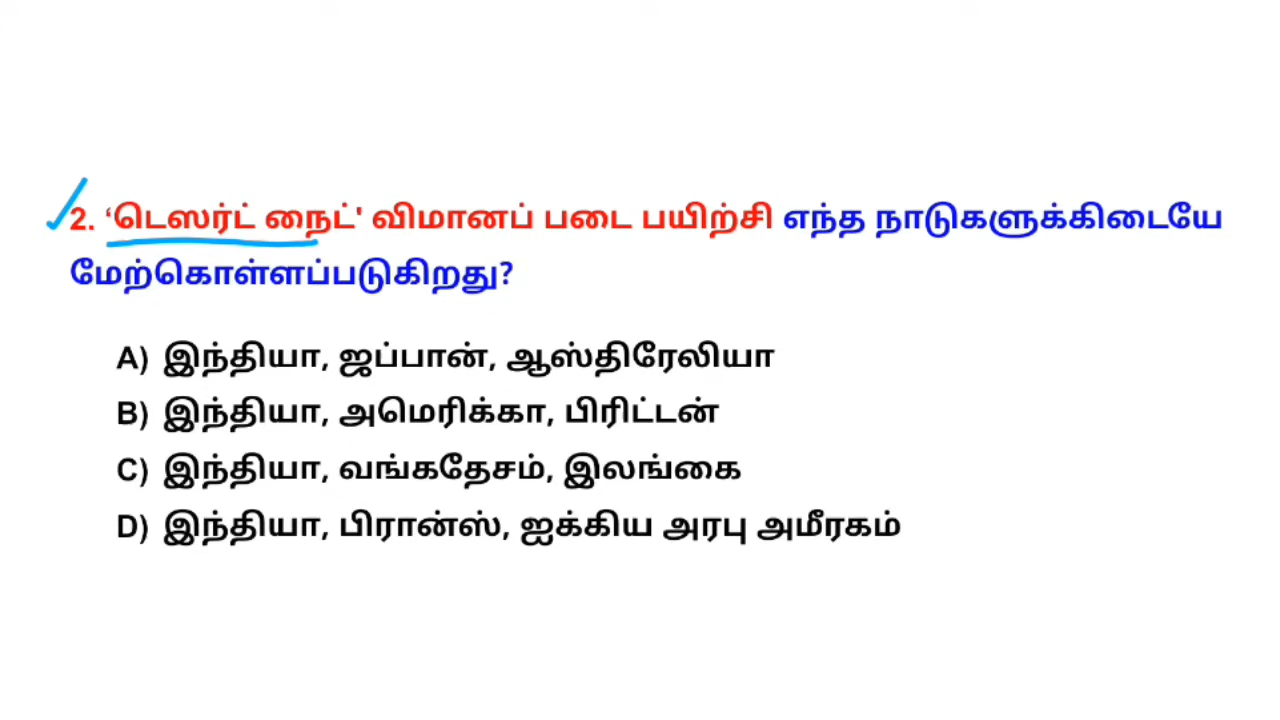 2. ‘டெஸர்ட் நைட்' விமானப் படை பயிற்சி எந்த நாடுகளுக்கிடையே
மேற்கொள்ளப்படுகிறது?
A) இந்தியா, ஜப்பான், ஆஸ்திரேலியா
B) இந்தியா, அமெரிக்கா, பிரிட்டன்
C) இந்தியா, வங்கதேசம், இலங்கை
D) இந்தியா, பிரான்ஸ், ஐக்கிய அரபு அமீரகம்